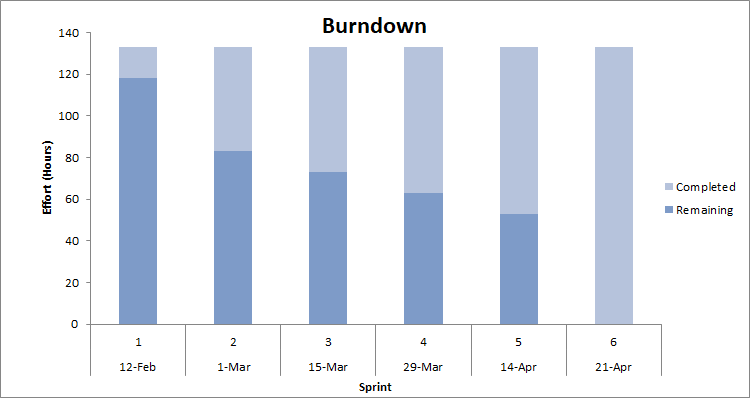 Burndown
140
120
100
80
60
40
20
0
Effort (Hours)
Completed
Remaining
1 2 3 4 5 6
12-Feb 1-Mar 15-Mar 29-Mar 14-Apr 21-Apr
Sprint